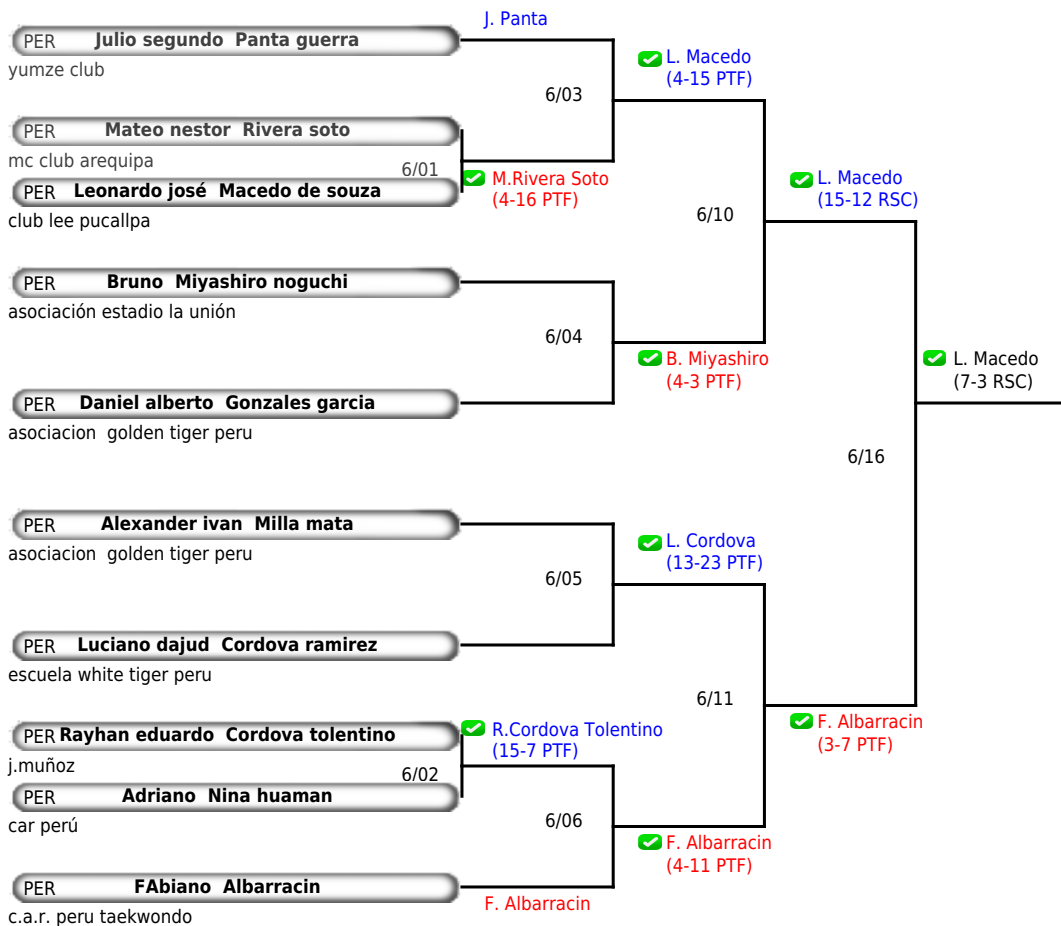 J. Panta
PER Julio segundo Panta guerra
yumze club
L. Macedo
(4-15 PTF)
6/03
PER Mateo nestor Rivera soto
mc club arequipa
6/01
M.Rivera Soto
(4-16 PTF)
PER Leonardo josé Macedo de souza
club lee pucallpa
L. Macedo
(15-12 RSC)
6/10
PER Bruno Miyashiro noguchi
asociación estadio la unión
6/04
B. Miyashiro
(4-3 PTF)
L. Macedo
(7-3 RSC)
PER Daniel alberto Gonzales garcia
asociacion golden tiger peru
6/16
PER Alexander ivan Milla mata
asociacion golden tiger peru
L. Cordova
(13-23 PTF)
6/05
PER Luciano dajud Cordova ramirez
escuela white tiger peru
6/11
F. Albarracin
(3-7 PTF)
PER Rayhan eduardo Cordova tolentino
j.muñoz
R.Cordova Tolentino
(15-7 PTF)
6/02
PER Adriano Nina huaman
car perú
6/06
F. Albarracin
(4-11 PTF)
PER FAbiano Albarracin
c.a.r. peru taekwondo
F. Albarracin